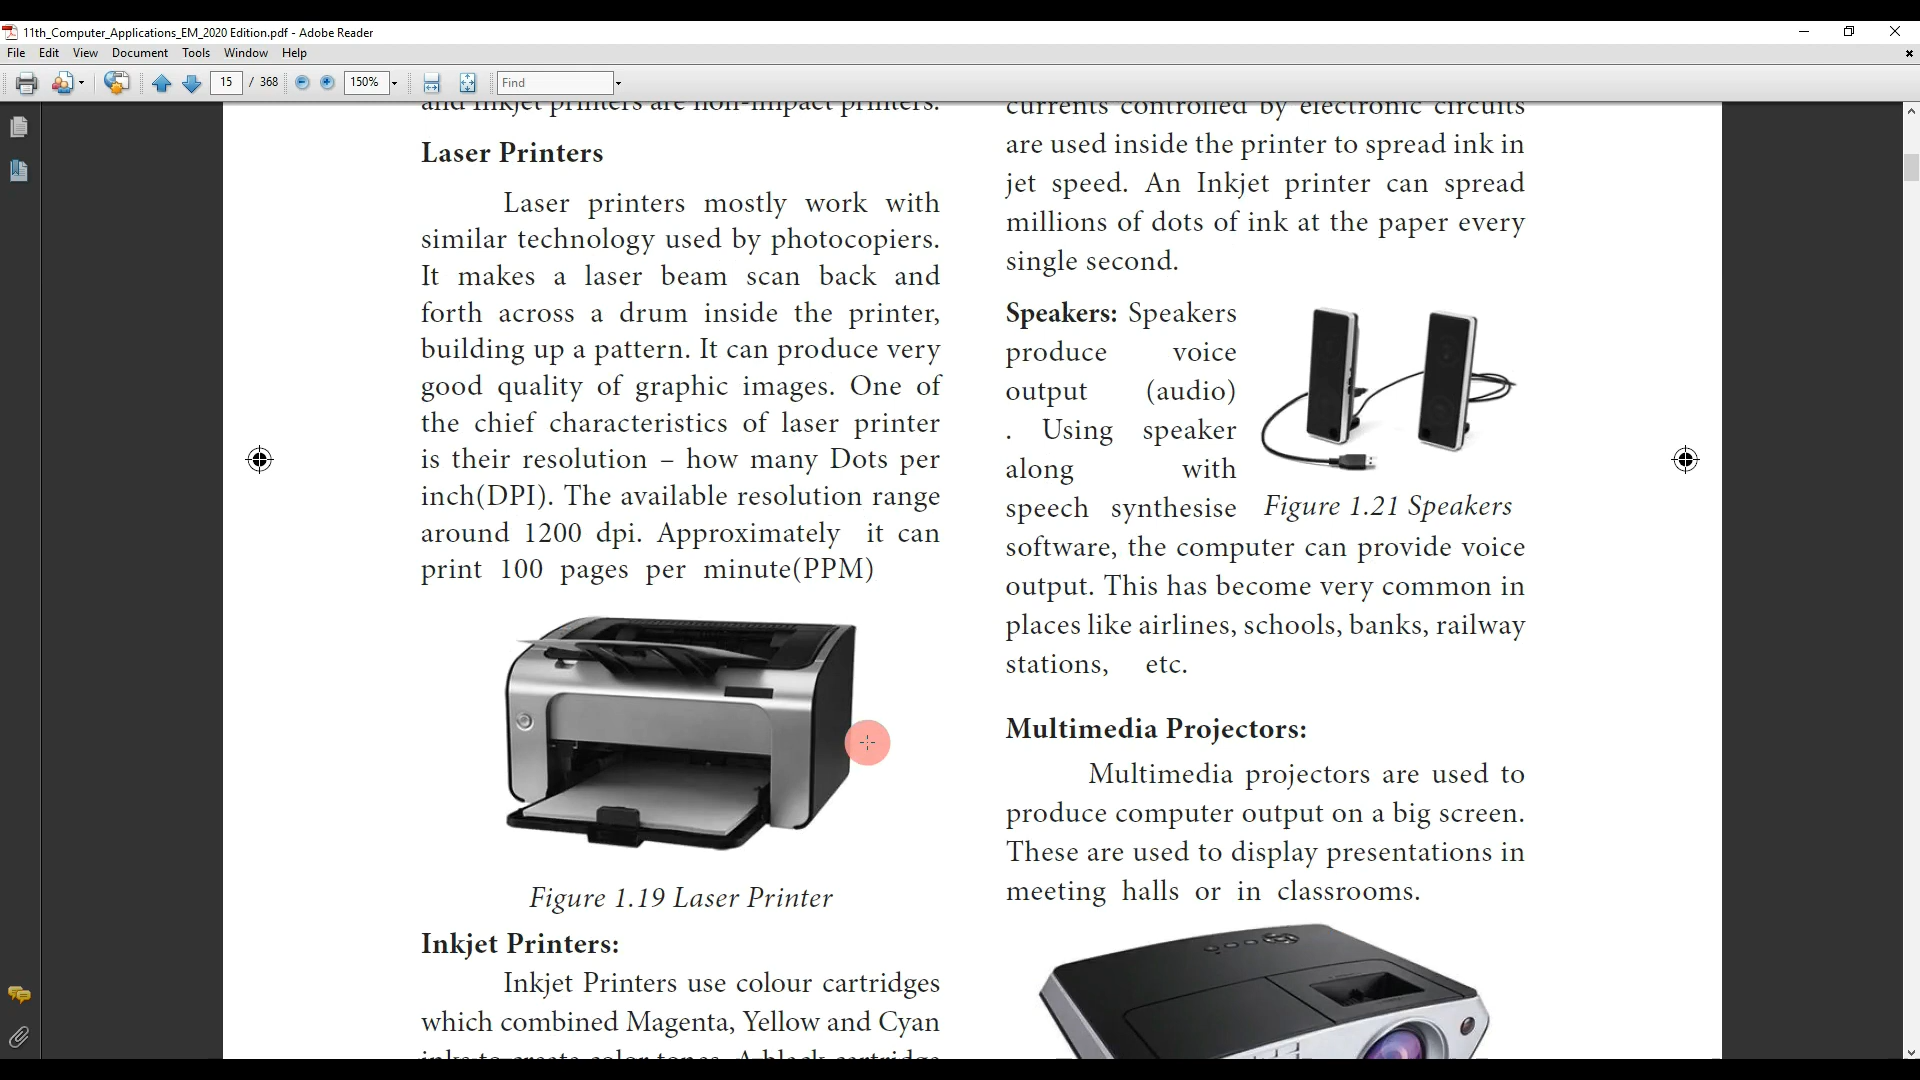 11th_Computer_Applications_EM_2020 Edition.pdf - Adobe Reader
File Edit View Document Tools Window Help
15 / 368 150% Find
and inkjet printers are non-impact printers.
Laser Printers
Laser printers mostly work with
similar technology used by photocopiers.
It makes a laser beam scan back and
forth across a drum inside the printer,
building up a pattern. It can produce very
good quality of graphic images. One of
the chief characteristics of laser printer
is their resolution – how many Dots per
inch(DPI). The available resolution range
around 1200 dpi. Approximately it can
print 100 pages per minute(PPM)
Figure 1.19 Laser Printer
Inkjet Printers:
Inkjet Printers use colour cartridges
which combined Magenta, Yellow and Cyan
inks to create color tones. A black cartridge
currents controlled by electronic circuits
are used inside the printer to spread ink in
jet speed. An Inkjet printer can spread
millions of dots of ink at the paper every
single second.
Speakers: Speakers
produce voice
output (audio)
. Using speaker
along with
speech synthesise
Figure 1.21 Speakers
software, the computer can provide voice
output. This has become very common in
places like airlines, schools, banks, railway
stations, etc.
Multimedia Projectors:
Multimedia projectors are used to
produce computer output on a big screen.
These are used to display presentations in
meeting halls or in classrooms.